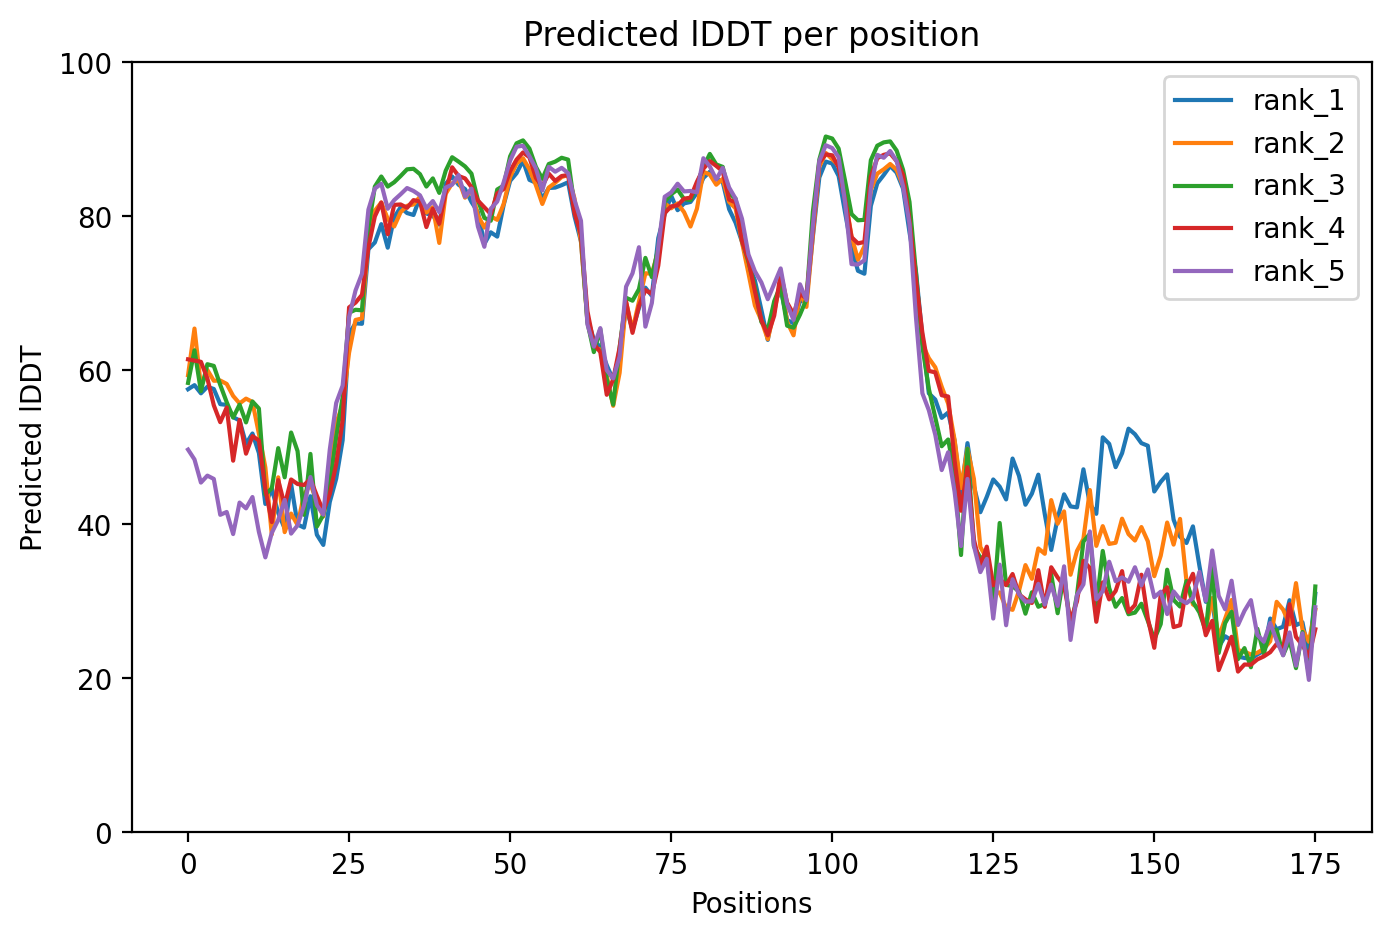 Predicted lDDT per position
100
80
60
40
20
0
Predicted lDDT
0 25 50 75 100 125 150 175
Positions
rank_1
rank_2
rank_3
rank_4
rank_5